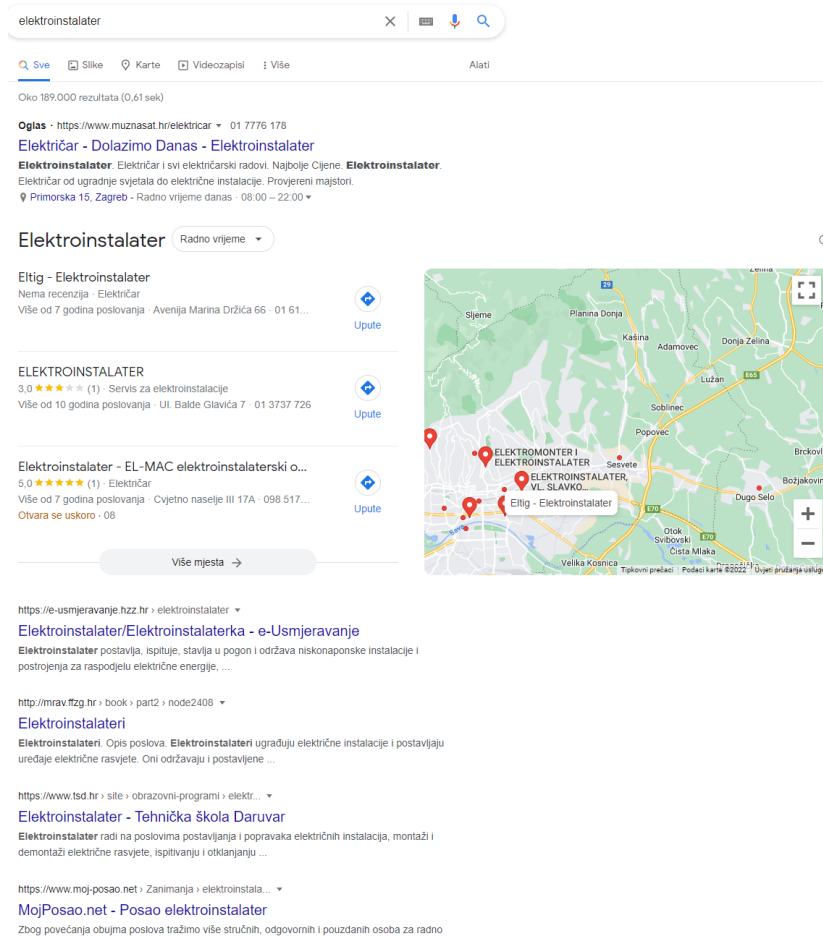 elektroinstalater
Sve Slike Karte Videozapisi Više Alati
Oko 189.000 rezultata (0,61 sek)
Oglas · https://www.muznasat.hr/elektricar 01 7776 178
Električar - Dolazimo Danas - Elektroinstalater
Elektroinstalater. Električar i svi električarski radovi. Najbolje Cijene. Elektroinstalater.
Električar od ugradnje svjetala do električne instalacije. Provjereni majstori.
Primorska 15, Zagreb - Radno vrijeme danas · 08:00 – 22:00
Elektroinstalater Radno vrijeme
Eltig - Elektroinstalater
Nema recenzija · Električar
Više od 7 godina poslovanja · Avenija Marina Držića 66 · 01 61...
Upute
ELEKTROINSTALATER
3,0 (1) · Servis za elektroinstalacije
Više od 10 godina poslovanja · Ul. Balde Glavića 7 · 01 3737 726
Upute
Elektroinstalater - EL-MAC elektroinstalaterski o...
5,0 (1) · Električar
Više od 7 godina poslovanja · Cvjetno naselje III 17A · 098 517...
Otvara se uskoro · 08
Upute
Više mjesta
Zelina
29
Sljeme
Planina Donja
Kašina
Adamovec
Donja Zelina
E65
Lužan
Soblinec
Popovec
ELEKTROMONTER I
ELEKTROINSTALATER
Sesvete
Brckovl
ELEKTROINSTALATER,
VL. SLAVKO...
Božjakovin
Dugo Selo
Eltig - Elektroinstalater
E70
Sava
Otok
Svibovski
E70
Čista Mlaka
Velika Kosnica
Tipkovni prečaci Podaci karte ©2022 Uvjeti pružanja usluge
https://e-usmjeravanje.hzz.hr › elektroinstalater
Elektroinstalater/Elektroinstalaterka - e-Usmjeravanje
Elektroinstalater postavlja, ispituje, stavlja u pogon i održava niskonaponske instalacije i
postrojenja za raspodjelu električne energije, ...
http://mrav.ffzg.hr › book › part2 › node2408
Elektroinstalateri
Elektroinstalateri. Opis poslova. Elektroinstalateri ugrađuju električne instalacije i postavljaju
uređaje električne rasvjete. Oni održavaju i postavljene ...
https://www.tsd.hr › site › obrazovni-programi › elektr...
Elektroinstalater - Tehnička škola Daruvar
Elektroinstalater radi na poslovima postavljanja i popravaka električnih instalacija, montaži i
demontaži električne rasvjete, ispitivanju i otklanjanju ...
https://www.moj-posao.net › Zanimanja › elektroinstala...
MojPosao.net - Posao elektroinstalater
Zbog povećanja obujma poslova tražimo više stručnih, odgovornih i pouzdanih osoba za radno